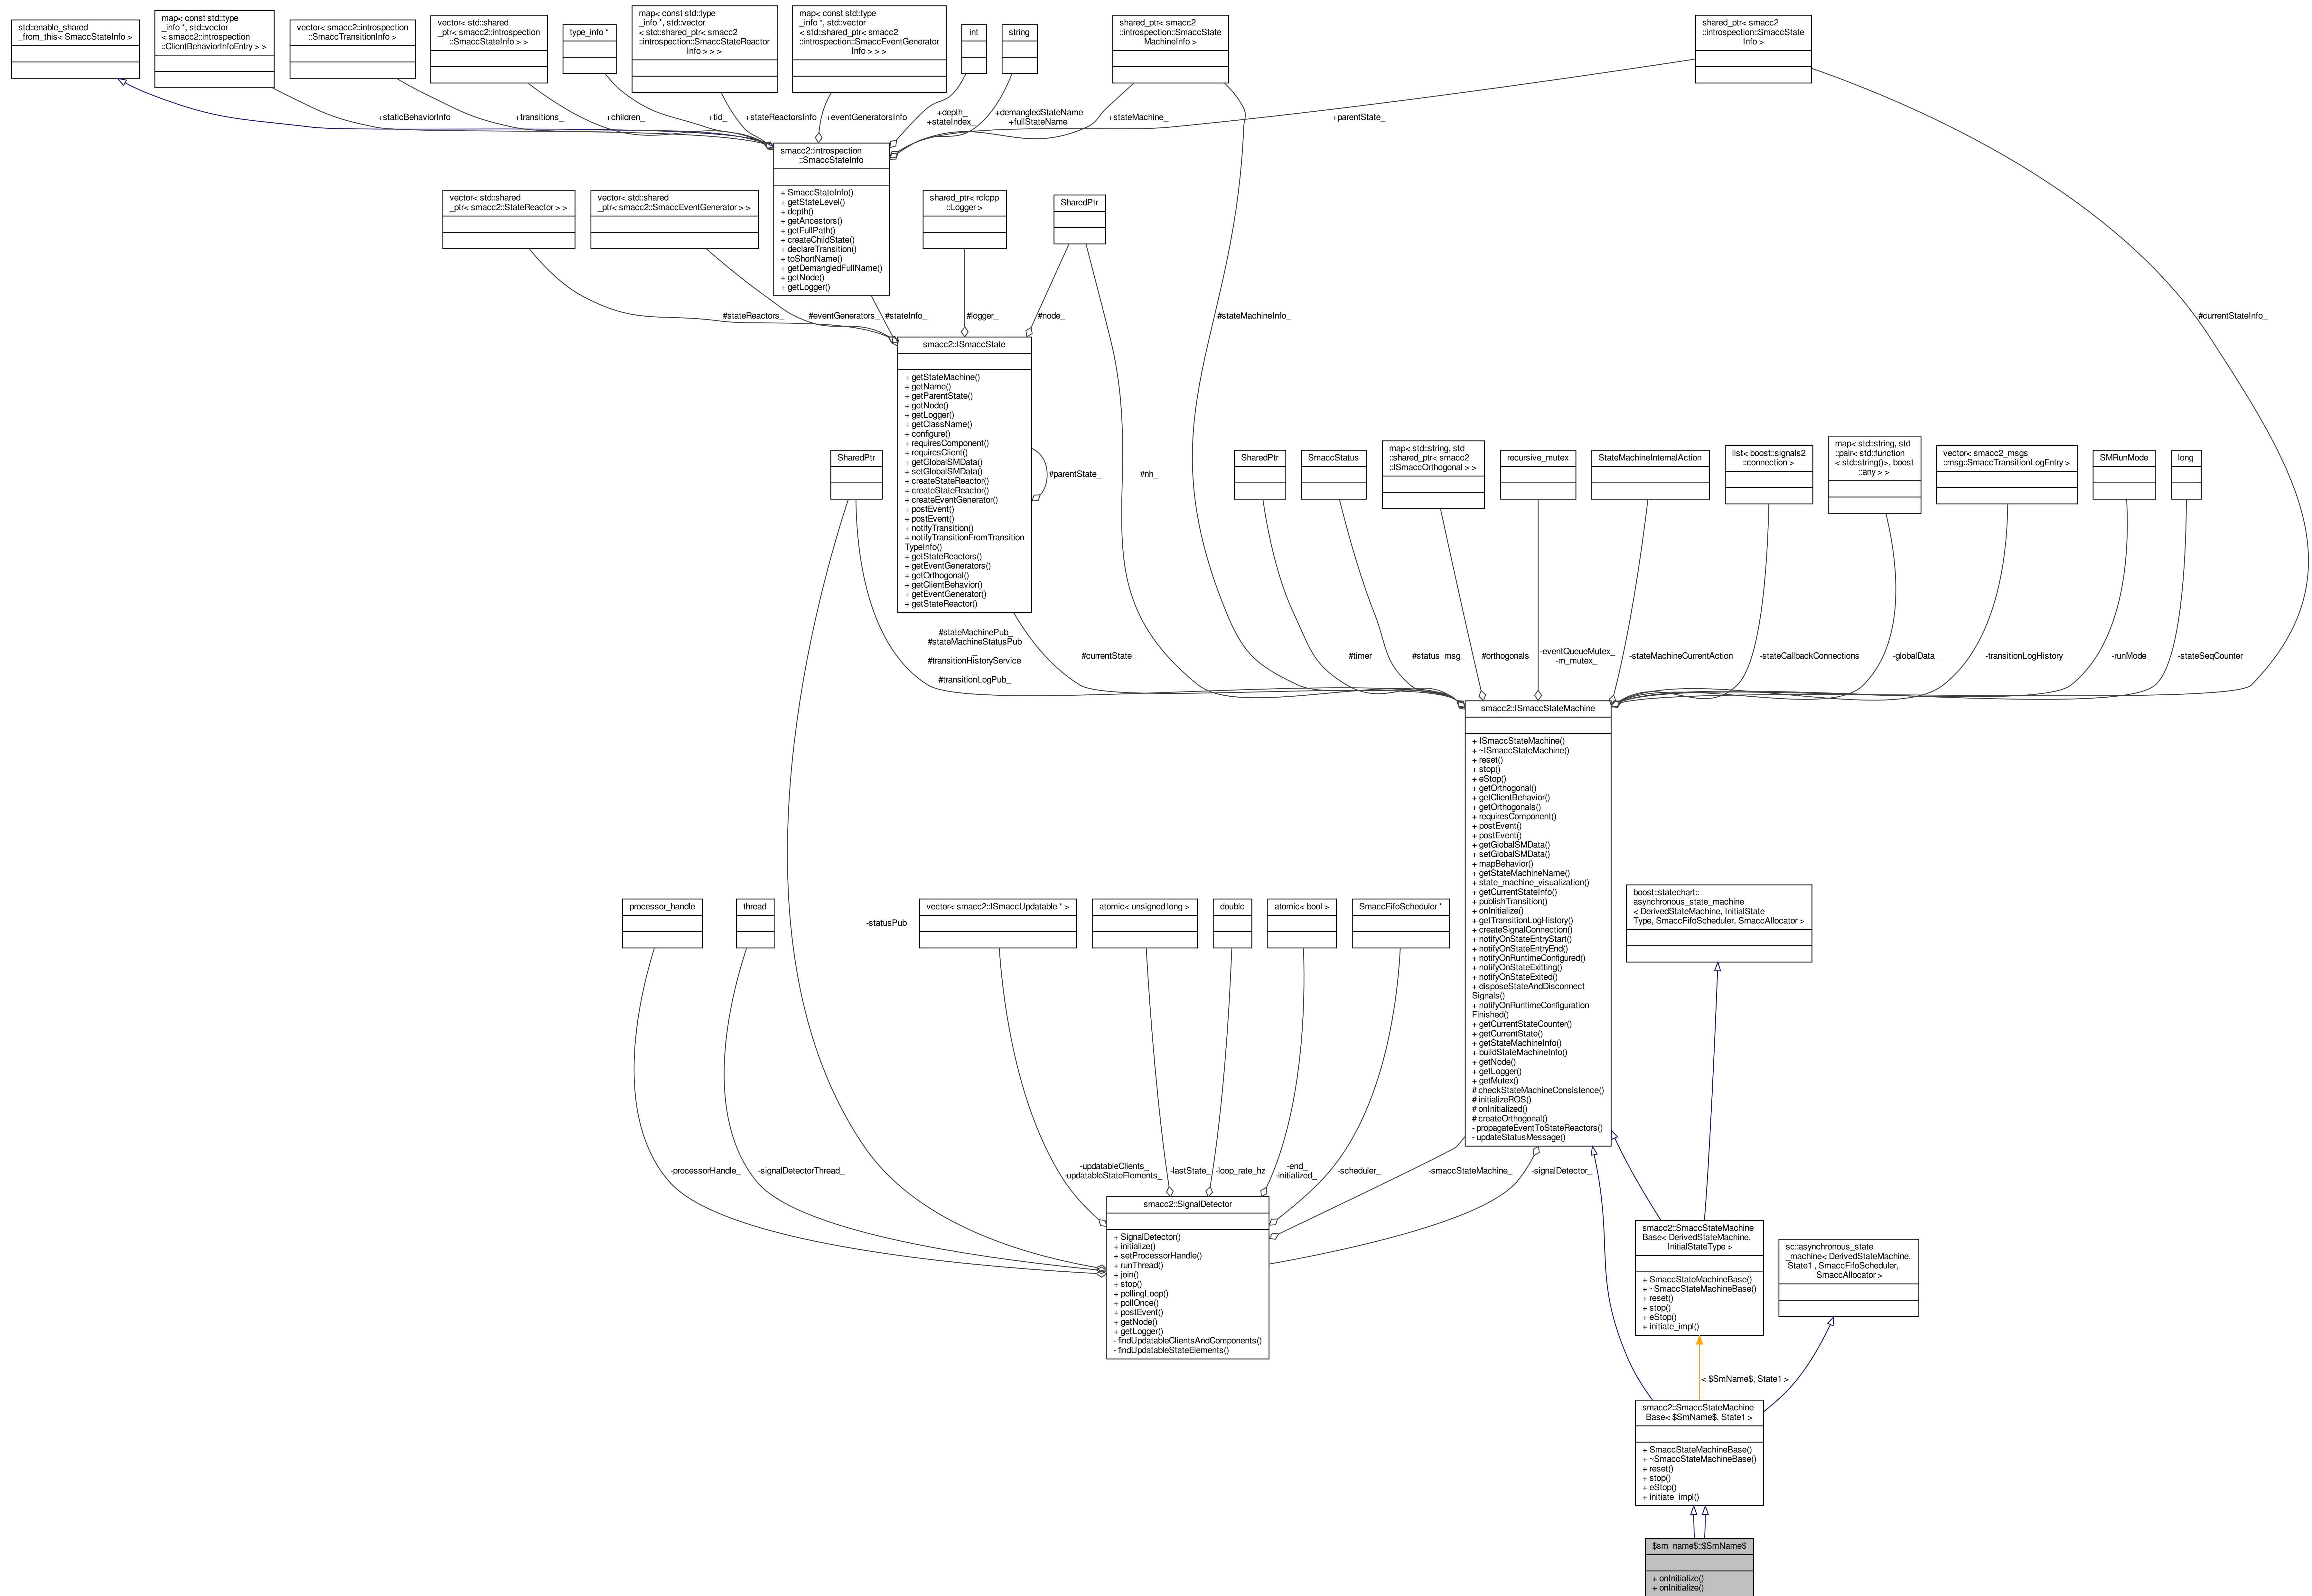 std::enable_shared
_from_this< SmaccStateInfo >
map< const std::type
_info *, std::vector
< smacc2::introspection
::ClientBehaviorInfoEntry > >
vector< smacc2::introspection
::SmaccTransitionInfo >
vector< std::shared
_ptr< smacc2::introspection
::SmaccStateInfo > >
type_info *
map< const std::type
_info *, std::vector
< std::shared_ptr< smacc2
::introspection::SmaccStateReactor
Info > > >
map< const std::type
_info *, std::vector
< std::shared_ptr< smacc2
::introspection::SmaccEventGenerator
Info > > >
int
string
shared_ptr< smacc2
::introspection::SmaccState
MachineInfo >
shared_ptr< smacc2
::introspection::SmaccState
Info >
+staticBehaviorInfo
+transitions_
+children_
+tid_
+stateReactorsInfo
+eventGeneratorsInfo
+depth_
+stateIndex_
+demangledStateName
+fullStateName
+stateMachine_
+parentState_
smacc2::introspection
::SmaccStateInfo
+ SmaccStateInfo()
+ getStateLevel()
+ depth()
+ getAncestors()
+ getFullPath()
+ createChildState()
+ declareTransition()
+ toShortName()
+ getDemangledFullName()
+ getNode()
+ getLogger()
vector< std::shared
_ptr< smacc2::StateReactor > >
vector< std::shared
_ptr< smacc2::SmaccEventGenerator > >
shared_ptr< rclcpp
::Logger >
SharedPtr
#stateReactors_
#eventGenerators_
#stateInfo_
#logger_
#node_
#stateMachineInfo_
#currentStateInfo_
smacc2::ISmaccState
+ getStateMachine()
+ getName()
+ getParentState()
+ getNode()
+ getLogger()
+ getClassName()
+ configure()
+ requiresComponent()
+ requiresClient()
+ getGlobalSMData()
+ setGlobalSMData()
+ createStateReactor()
+ createStateReactor()
+ createEventGenerator()
+ postEvent()
+ postEvent()
+ notifyTransition()
+ notifyTransitionFromTransition
TypeInfo()
+ getStateReactors()
+ getEventGenerators()
+ getOrthogonal()
+ getClientBehavior()
+ getEventGenerator()
+ getStateReactor()
#parentState_
#nh_
SharedPtr
SharedPtr
SmaccStatus
map< std::string, std
::shared_ptr< smacc2
::ISmaccOrthogonal > >
recursive_mutex
StateMachineInternalAction
list< boost::signals2
::connection >
map< std::string, std
::pair< std::function
< std::string()>, boost
::any > >
vector< smacc2_msgs
::msg::SmaccTransitionLogEntry >
SMRunMode
long
#stateMachinePub_
#stateMachineStatusPub
_
#transitionHistoryService
_
#transitionLogPub_
#currentState_
#timer_
#status_msg_
#orthogonals_
-eventQueueMutex_
-m_mutex_
-stateMachineCurrentAction
-stateCallbackConnections
-globalData_
-transitionLogHistory_
-runMode_
-stateSeqCounter_
smacc2::ISmaccStateMachine
+ ISmaccStateMachine()
+ ~ISmaccStateMachine()
+ reset()
+ stop()
+ eStop()
+ getOrthogonal()
+ getClientBehavior()
+ getOrthogonals()
+ requiresComponent()
+ postEvent()
+ postEvent()
+ getGlobalSMData()
+ setGlobalSMData()
+ mapBehavior()
+ getStateMachineName()
+ state_machine_visualization()
+ getCurrentStateInfo()
+ publishTransition()
+ onInitialize()
+ getTransitionLogHistory()
+ createSignalConnection()
+ notifyOnStateEntryStart()
+ notifyOnStateEntryEnd()
+ notifyOnRuntimeConfigured()
+ notifyOnStateExitting()
+ notifyOnStateExited()
+ disposeStateAndDisconnect
Signals()
+ notifyOnRuntimeConfiguration
Finished()
+ getCurrentStateCounter()
+ getCurrentState()
+ getStateMachineInfo()
+ buildStateMachineInfo()
+ getNode()
+ getLogger()
+ getMutex()
# checkStateMachineConsistence()
# initializeROS()
# onInitialized()
# createOrthogonal()
- propagateEventToStateReactors()
- updateStatusMessage()
processor_handle
thread
-statusPub_
vector< smacc2::ISmaccUpdatable * >
atomic< unsigned long >
double
atomic< bool >
SmaccFifoScheduler *
boost::statechart::
asynchronous_state_machine
< DerivedStateMachine, InitialState
Type, SmaccFifoScheduler, SmaccAllocator >
-processorHandle_
-signalDetectorThread_
-updatableClients_
-updatableStateElements_
-lastState_
-loop_rate_hz
-end_
-initialized_
-scheduler_
-smaccStateMachine_
-signalDetector_
smacc2::SignalDetector
+ SignalDetector()
+ initialize()
+ setProcessorHandle()
+ runThread()
+ join()
+ stop()
+ pollingLoop()
+ pollOnce()
+ postEvent()
+ getNode()
+ getLogger()
- findUpdatableClientsAndComponents()
- findUpdatableStateElements()
smacc2::SmaccStateMachine
Base< DerivedStateMachine,
InitialStateType >
+ SmaccStateMachineBase()
+ ~SmaccStateMachineBase()
+ reset()
+ stop()
+ eStop()
+ initiate_impl()
sc::asynchronous_state
_machine< DerivedStateMachine,
State1 , SmaccFifoScheduler,
SmaccAllocator >
< $SmName$, State1 >
smacc2::SmaccStateMachine
Base< $SmName$, State1 >
+ SmaccStateMachineBase()
+ ~SmaccStateMachineBase()
+ reset()
+ stop()
+ eStop()
+ initiate_impl()
$sm_name$::$SmName$
+ onInitialize()
+ onInitialize()